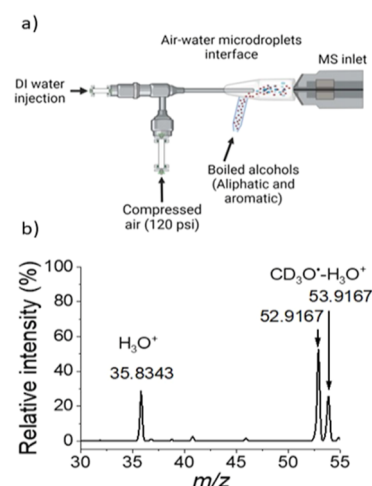 a)
Air-water microdroplets
interface
MS inlet
DI water
injection
Boiled alcohols
(Aliphatic and
aromatic)
Compressed
air (120 psi)
b)
Relative intensity (%)
100
80
60
40
20
0
CD₃O•-H₃O⁺
53.9167
52.9167
H₃O⁺
35.8343
30 35 40 45 50 55
m/z